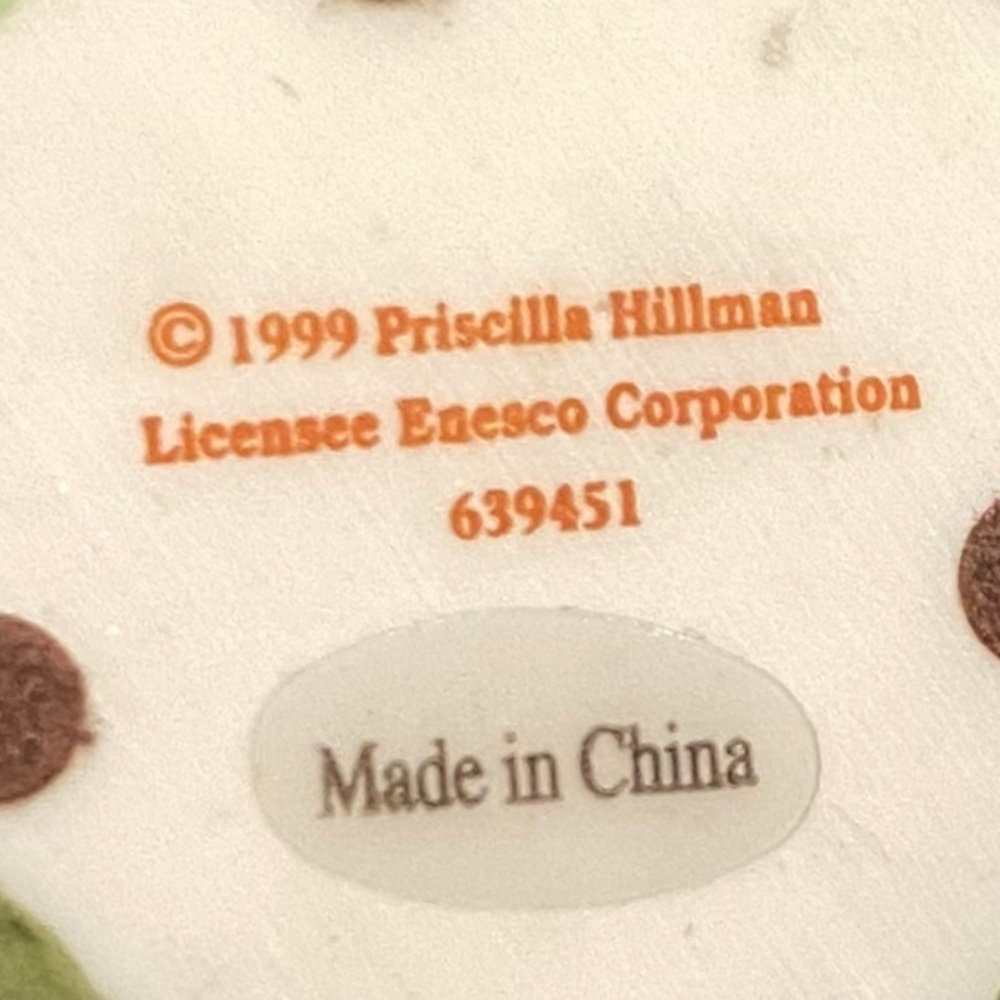 © 1999 Priscilla Hillman
Licensee Enesco Corporation
639451
Made in China